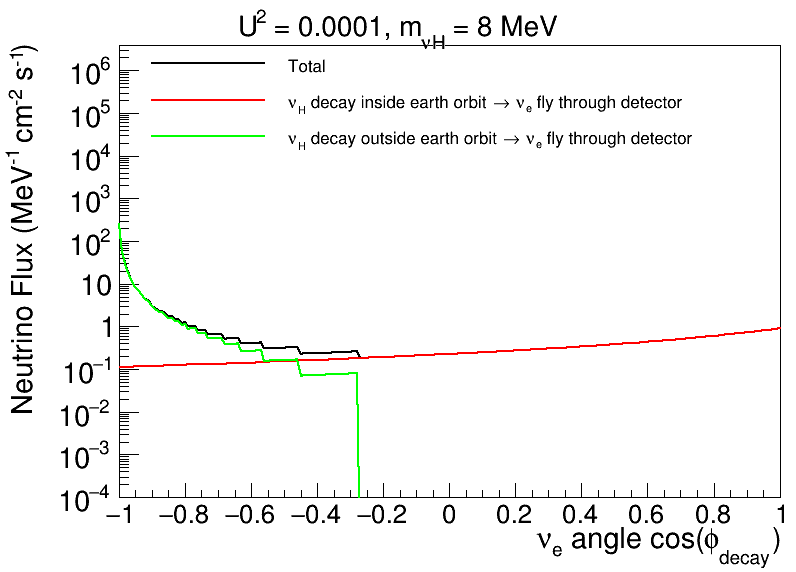 U² = 0.0001, m_νH = 8 MeV
Total
ν_H decay inside earth orbit → ν_e fly through detector
ν_H decay outside earth orbit → ν_e fly through detector
Neutrino Flux (MeV⁻¹ cm⁻² s⁻¹)
10⁶
10⁵
10⁴
10³
10²
10
1
10⁻¹
10⁻²
10⁻³
10⁻⁴
−1 −0.8 −0.6 −0.4 −0.2 0 0.2 0.4 0.6 0.8 1
ν_e angle cos(ϕ_decay)